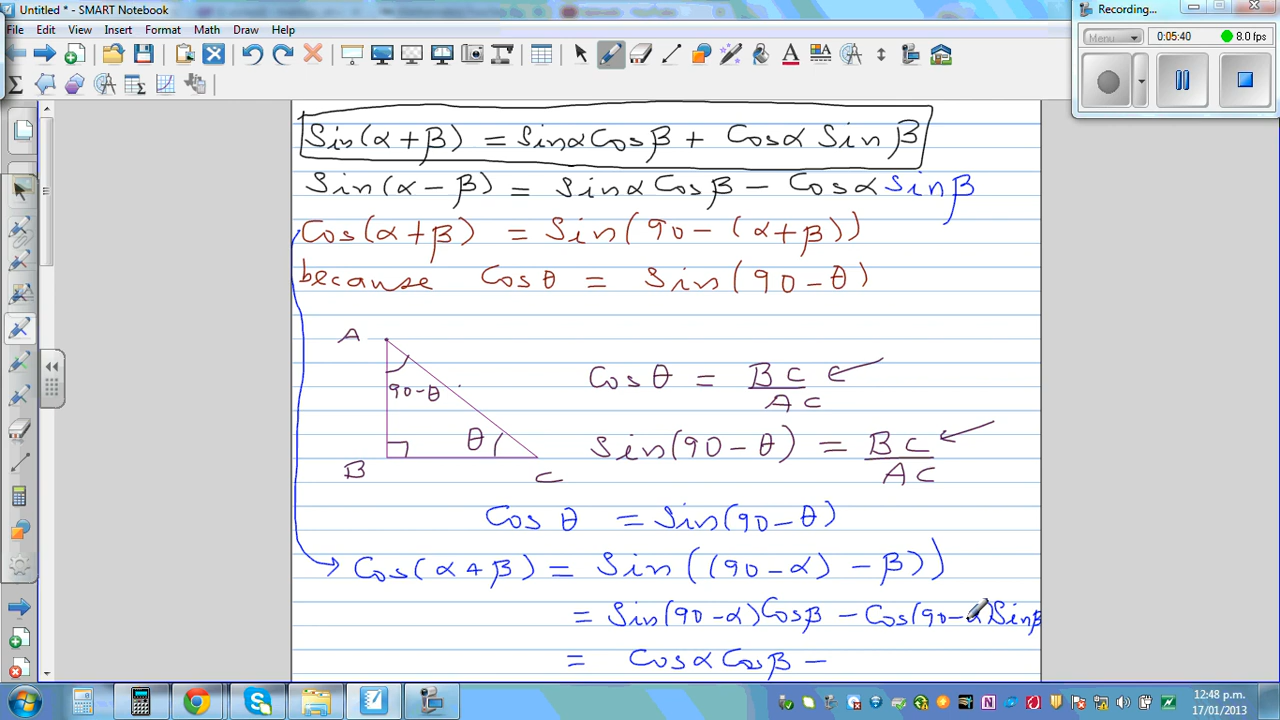 Untitled * - SMART Notebook
Recording...
File Edit View Insert Format Math Draw Help
Menu 0:05:40 8.0 fps
Sin(α+β) = Sinα Cosβ + Cosα Sin β
Sin(α-β) = Sinα Cosβ - Cosα Sinβ
Cos(α+β) = Sin(90-(α+β))
because Cosθ = Sin(90-θ)
A
90-θ
θ
B
C
Cosθ = BC/AC
Sin(90-θ) = BC/AC
Cos θ = Sin(90-θ)
Cos(α+β) = Sin((90-α) -β))
= Sin(90-α)Cosβ - Cos(90-α)Sinβ
= Cosα Cosβ -
12:48 p.m.
17/01/2013